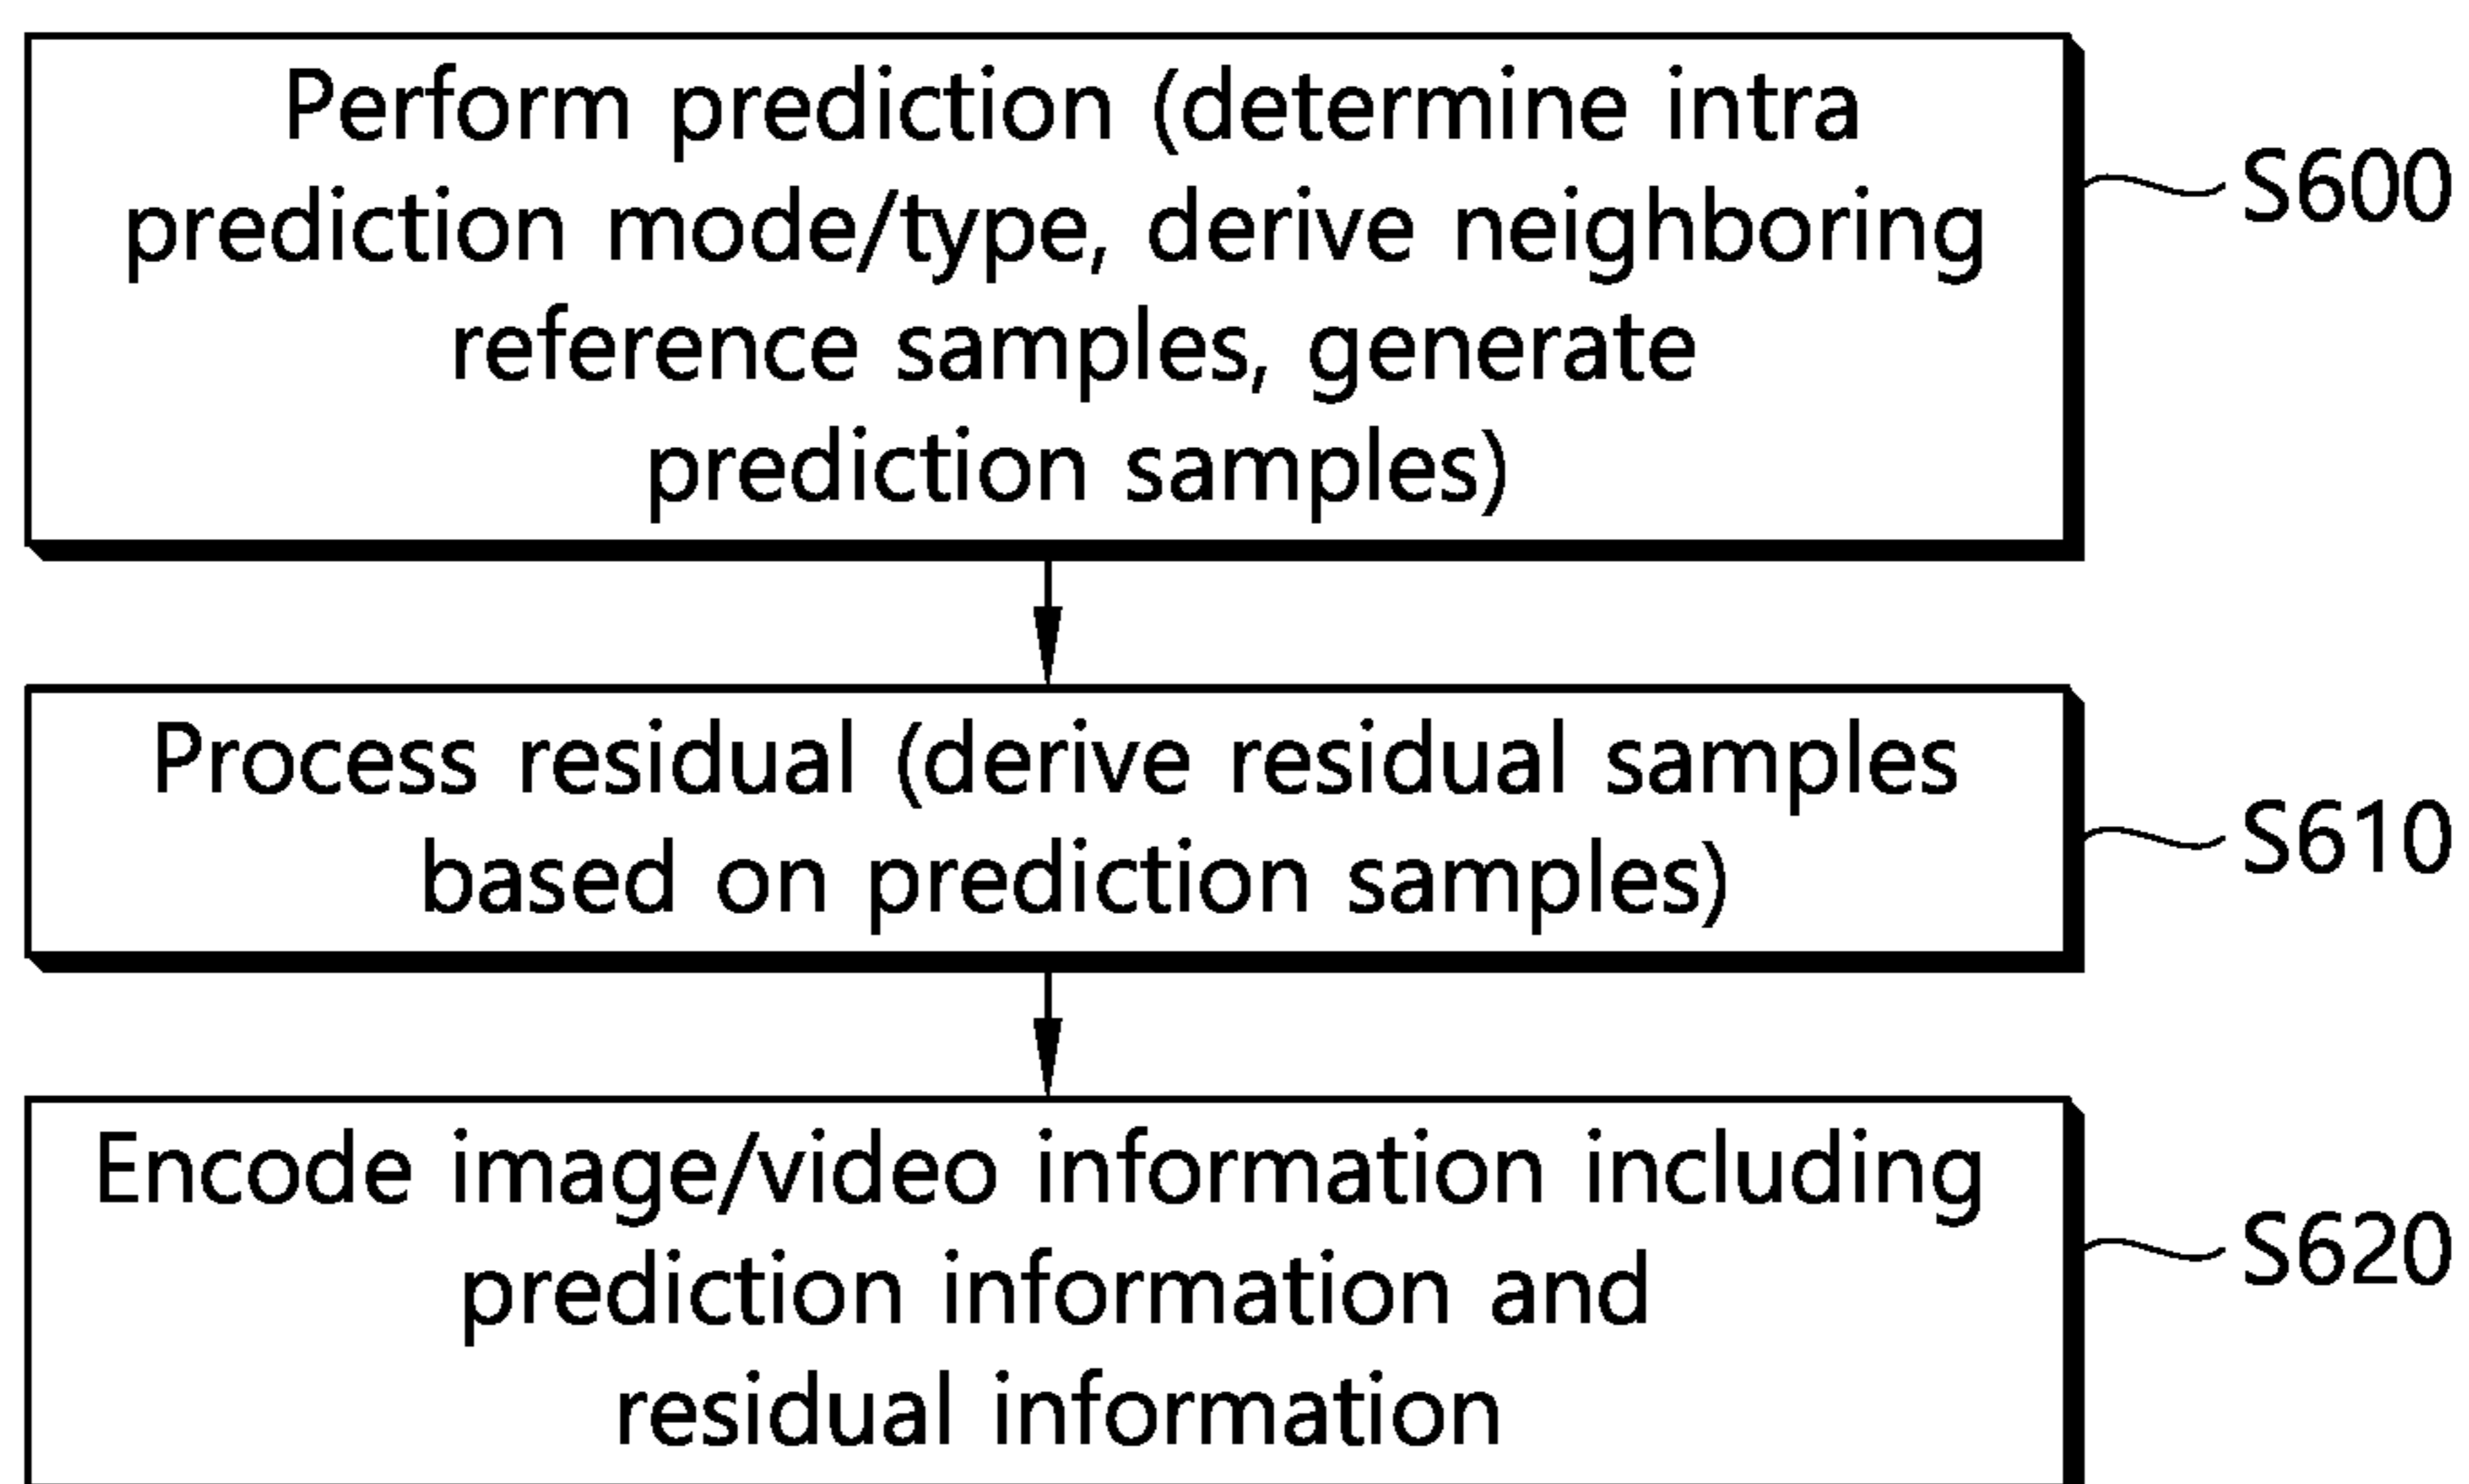 Perform prediction (determine intra
prediction mode/type, derive neighboring
reference samples, generate
prediction samples)
S600
Process residual (derive residual samples
based on prediction samples)
S610
Encode image/video information including
prediction information and
residual information
S620